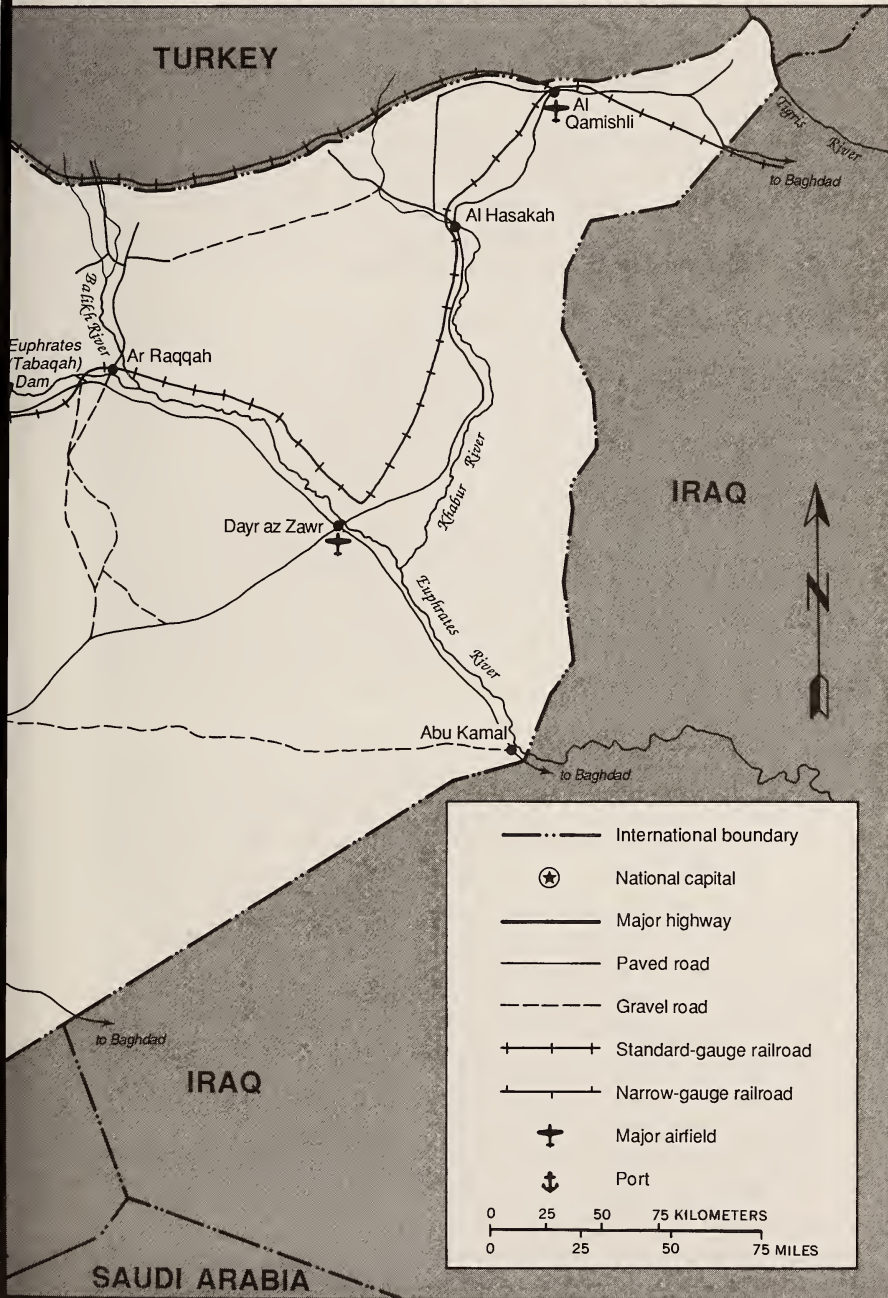 TURKEY
Al
Qamishli
Tigris River
to Baghdad
Al Hasakah
Balikh River
Euphrates
(Tabaqah)
Dam
Ar Raqqah
Khabur River
IRAQ
N
Dayr az Zawr
Euphrates River
Abu Kamal
to Baghdad
International boundary
National capital
Major highway
Paved road
Gravel road
to Baghdad
Standard-gauge railroad
IRAQ
Narrow-gauge railroad
Major airfield
Port
0 25 50 75 KILOMETERS
0 25 50 75 MILES
SAUDI ARABIA